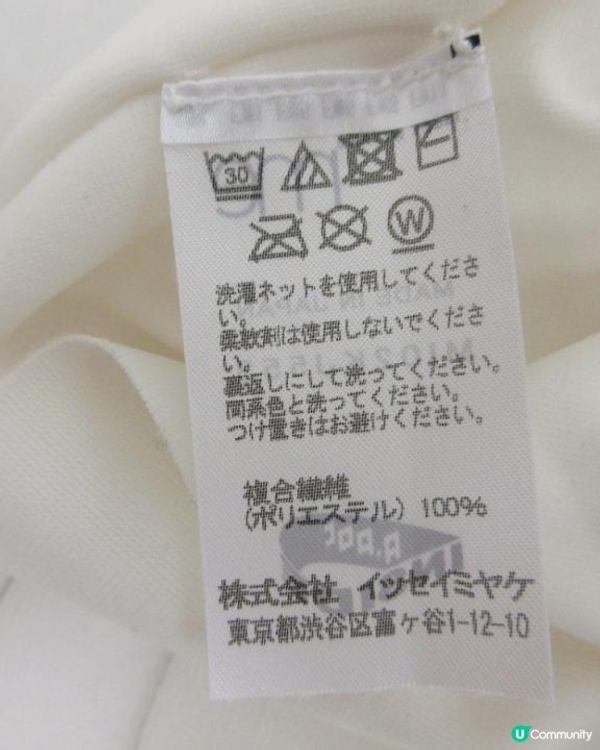 30
W
洗濯ネットを使用してくださ
い。
柔軟剤は使用しないでくださ
い。
裏返しにして洗ってください。
同系色と洗ってください。
つけ置きはお避けください。
複合繊維
(ポリエステル) 100%
株式会社 イッセイミヤケ
東京都渋谷区富ヶ谷1-12-10
U Community